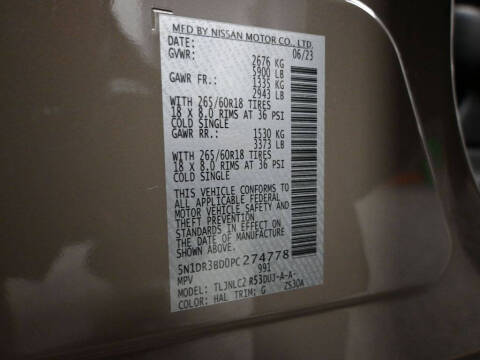 MFD BY NISSAN MOTOR CO., LTD.
DATE: 06/23
GVWR: 2676 KG
5900 LB
GAWR FR.: 1335 KG
2943 LB
WITH 265/60R18 TIRES
18 X 8.0 RIMS AT 36 PSI
COLD SINGLE
GAWR RR.: 1530 KG
3373 LB
WITH 265/60R18 TIRES
18 X 8.0 RIMS AT 36 PSI
COLD SINGLE
THIS VEHICLE CONFORMS TO
ALL APPLICABLE FEDERAL
MOTOR VEHICLE SAFETY AND
THEFT PREVENTION
STANDARDS IN EFFECT ON
THE DATE OF MANUFACTURE
SHOWN ABOVE.
5N1DR3BD0PC274778
MPV 991
MODEL: TLJNLC2 R53DUJ-A-A-
COLOR: HAL TRIM: G ZS30A